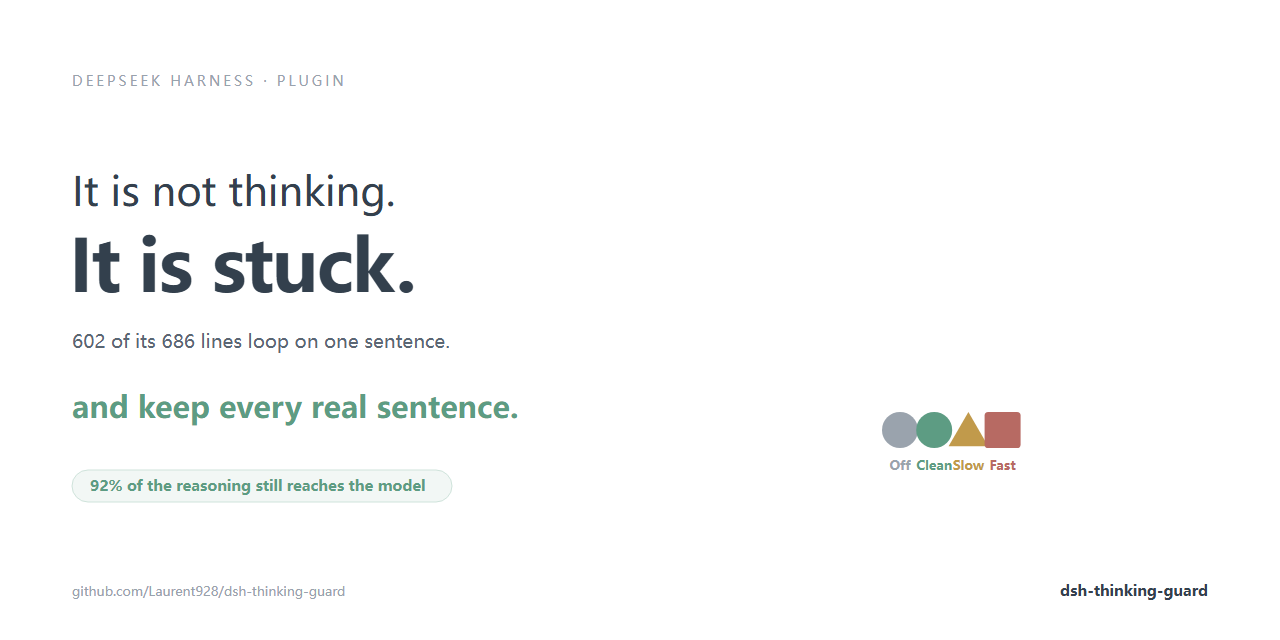 DEEPSEEK HARNESS · PLUGIN
It is not thinking.
It is stuck.
602 of its 686 lines loop on one sentence.
and keep every real sentence.
92% of the reasoning still reaches the model
Off Clean Slow Fast
github.com/Laurent928/dsh-thinking-guard
dsh-thinking-guard